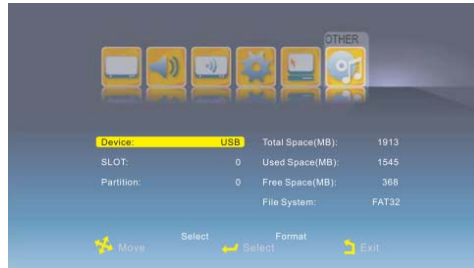 OTHER
Device: USB Total Space(MB): 1913
SLOT: 0 Used Space(MB): 1545
Partition: 0 Free Space(MB): 368
File System: FAT32
Select Format
Move Select Exit